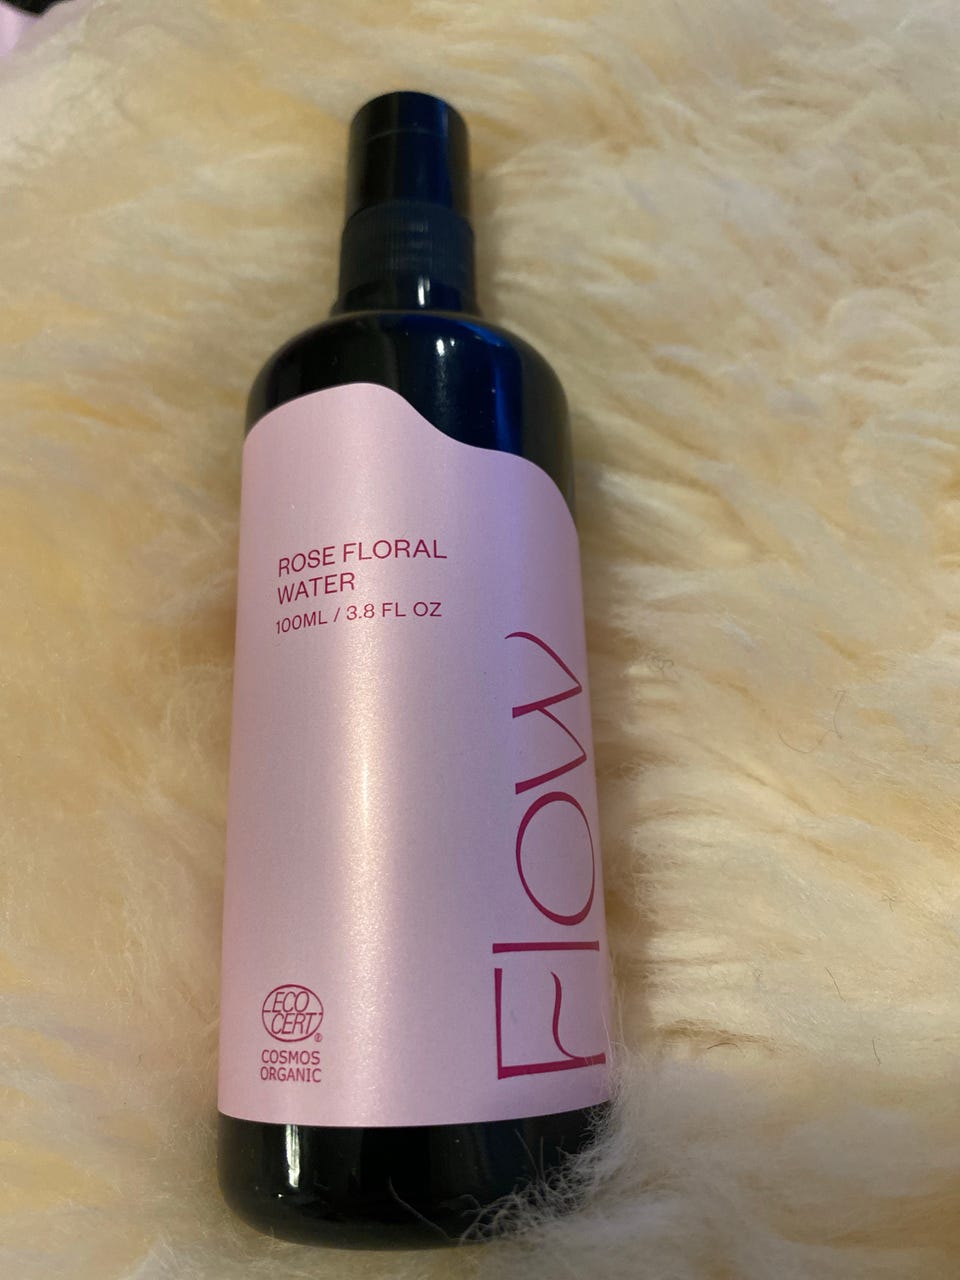 ROSE FLORAL
WATER
100ML / 3.8 FL OZ
Flow
ECO
CERT®
COSMOS
ORGANIC